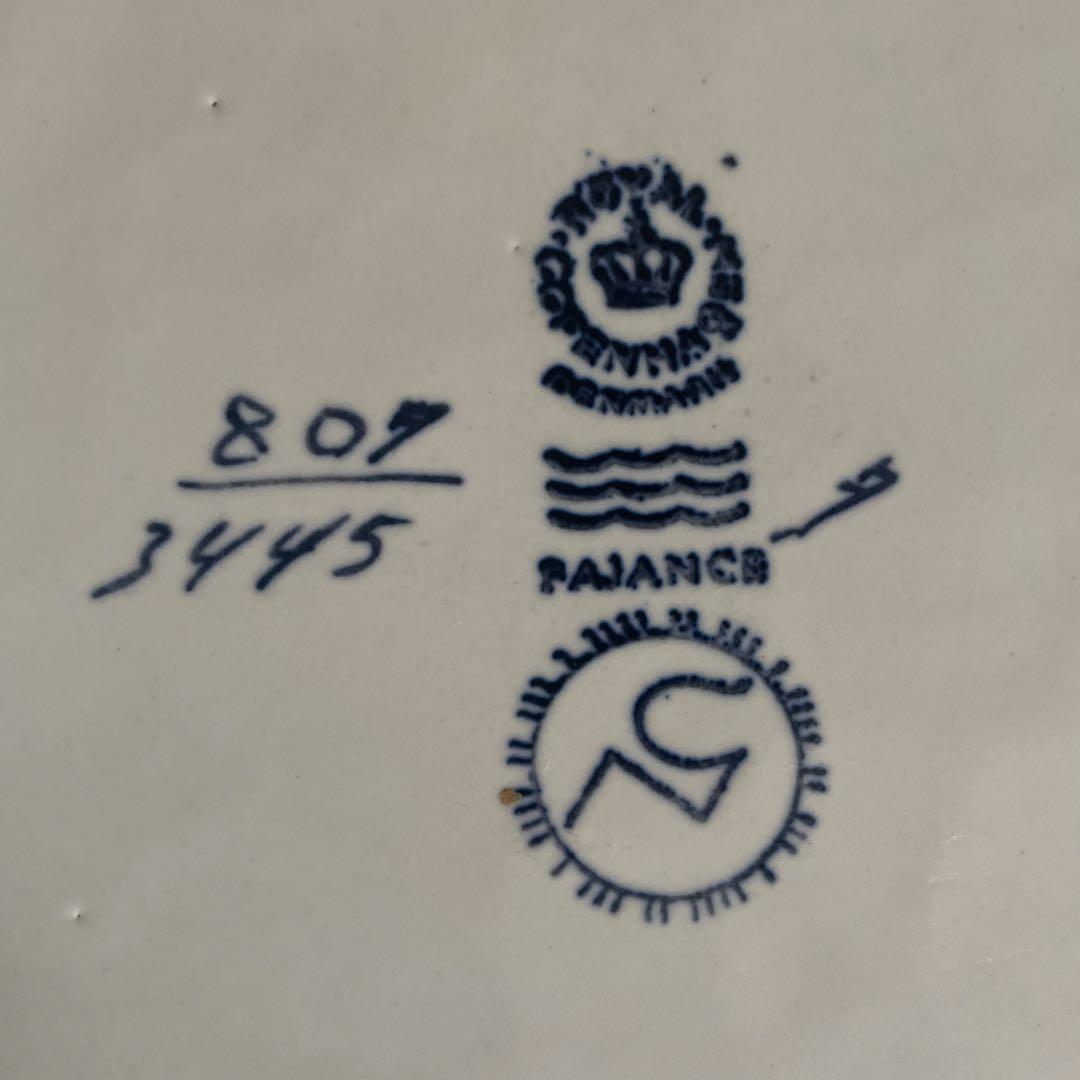 ROYAL · COPENHAGEN
DENMARK
807
3445
FAJANCE